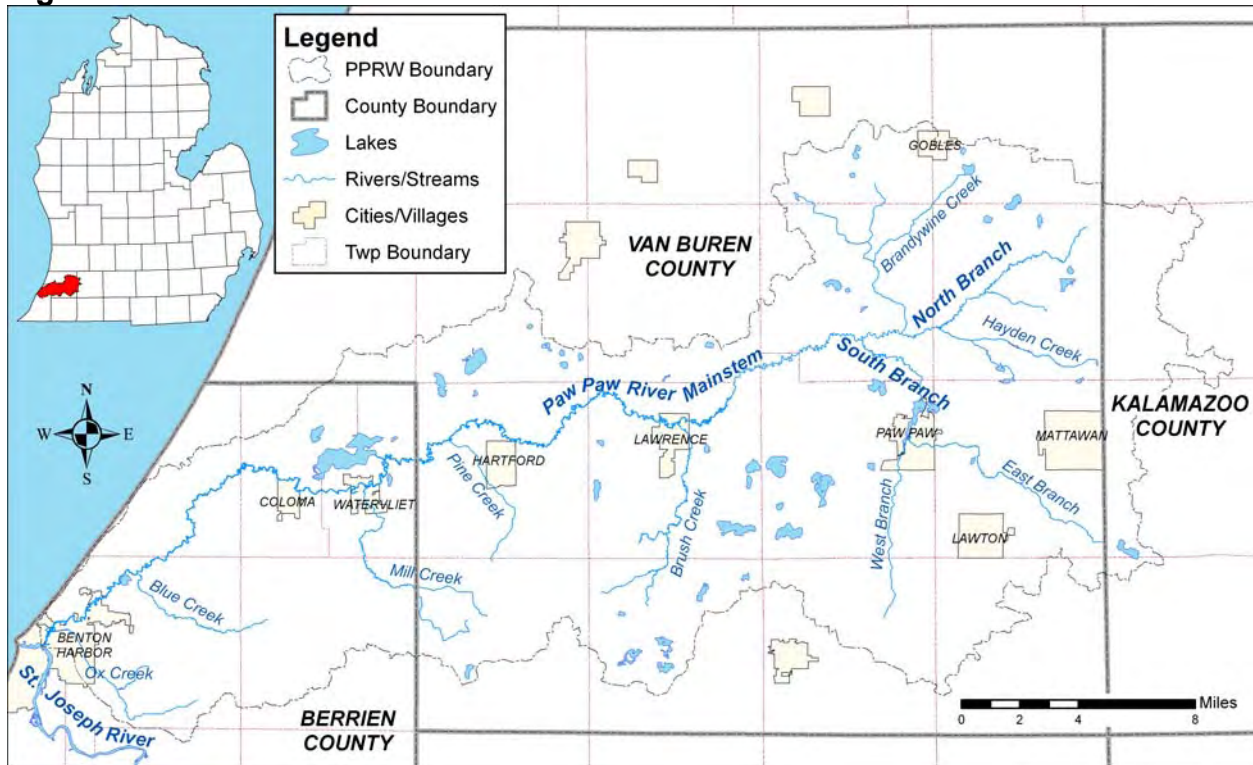 Legend
PPRW Boundary
County Boundary
Lakes
Rivers/Streams
Cities/Villages
Twp Boundary
N
W
E
S
GOBLES
Brandywine Creek
VAN BUREN
COUNTY
North Branch
Hayden Creek
South Branch
Paw Paw River Mainstem
KALAMAZOO
COUNTY
LAWRENCE
PAW PAW
MATTAWAN
HARTFORD
Pine Creek
East Branch
COLOMA
WATERVLIET
West Branch
Brush Creek
LAWTON
Mill Creek
Blue Creek
BENTON
HARBOR
Ox Creek
St. Joseph River
BERRIEN
COUNTY
Miles
0 2 4 8